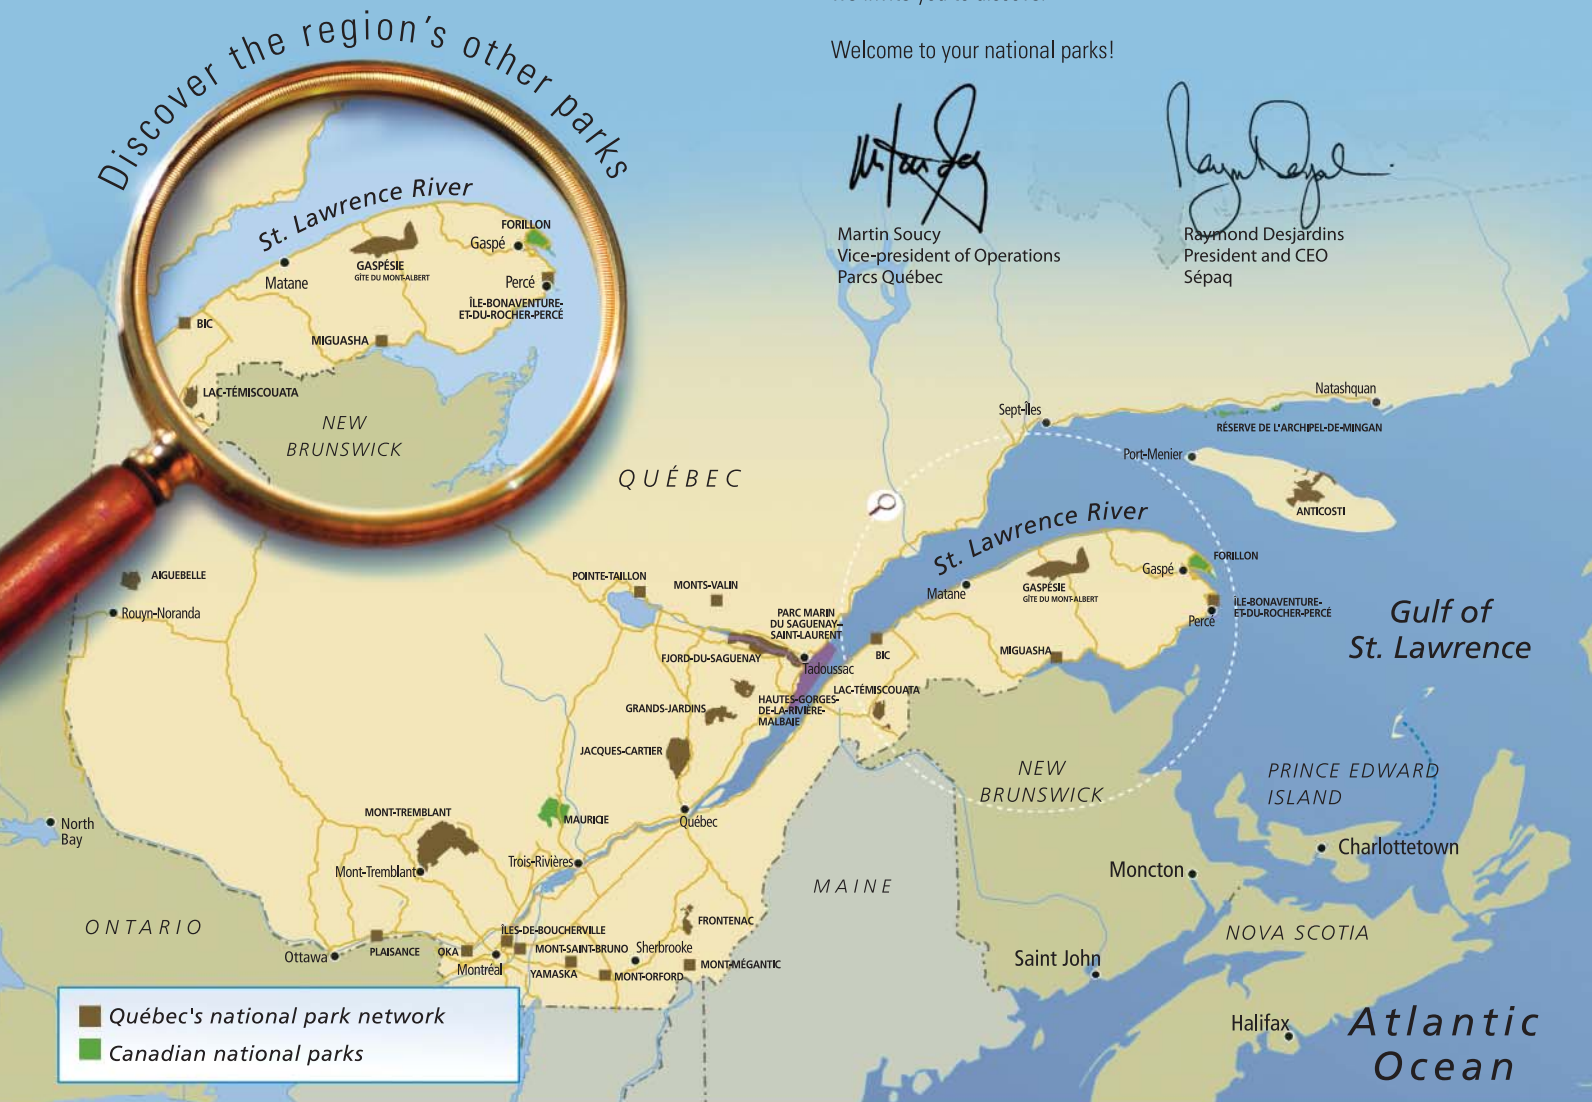 Welcome to your national parks!
Discover the region's other parks
Martin Soucy
Vice-president of Operations
Parcs Québec
Raymond Desjardins
President and CEO
Sépaq
St. Lawrence River
FORILLON
Gaspé
GASPÉSIE
GÎTE DU MONT-ALBERT
Matane
Percé
ÎLE-BONAVENTURE-
ET-DU-ROCHER-PERCÉ
BIC
MIGUASHA
LAC-TÉMISCOUATA
NEW
BRUNSWICK
QUÉBEC
Natashquan
Sept-Îles
RÉSERVE DE L'ARCHIPEL-DE-MINGAN
Port-Menier
ANTICOSTI
St. Lawrence River
FORILLON
Gaspé
GASPÉSIE
GÎTE DU MONT-ALBERT
Matane
ÎLE-BONAVENTURE-
ET-DU-ROCHER-PERCÉ
Percé
Gulf of
St. Lawrence
AIGUEBELLE
Rouyn-Noranda
POINTE-TAILLON
MONTS-VALIN
PARC MARIN
DU SAGUENAY–
SAINT-LAURENT
FJORD-DU-SAGUENAY
Tadoussac
BIC
MIGUASHA
LAC-TÉMISCOUATA
HAUTES-GORGES-
DE-LA-RIVIÈRE-
MALBAIE
GRANDS-JARDINS
JACQUES-CARTIER
NEW
BRUNSWICK
PRINCE EDWARD
ISLAND
MONT-TREMBLANT
MAURICIE
Québec
North
Bay
Mont-Tremblant
Trois-Rivières
Charlottetown
Moncton
MAINE
ONTARIO
FRONTENAC
NOVA SCOTIA
ÎLES-DE-BOUCHERVILLE
PLAISANCE
OKA
MONT-SAINT-BRUNO
Sherbrooke
Ottawa
Montréal
YAMASKA
MONT-ORFORD
MONT-MÉGANTIC
Saint John
Halifax
Atlantic
Ocean
Québec's national park network
Canadian national parks